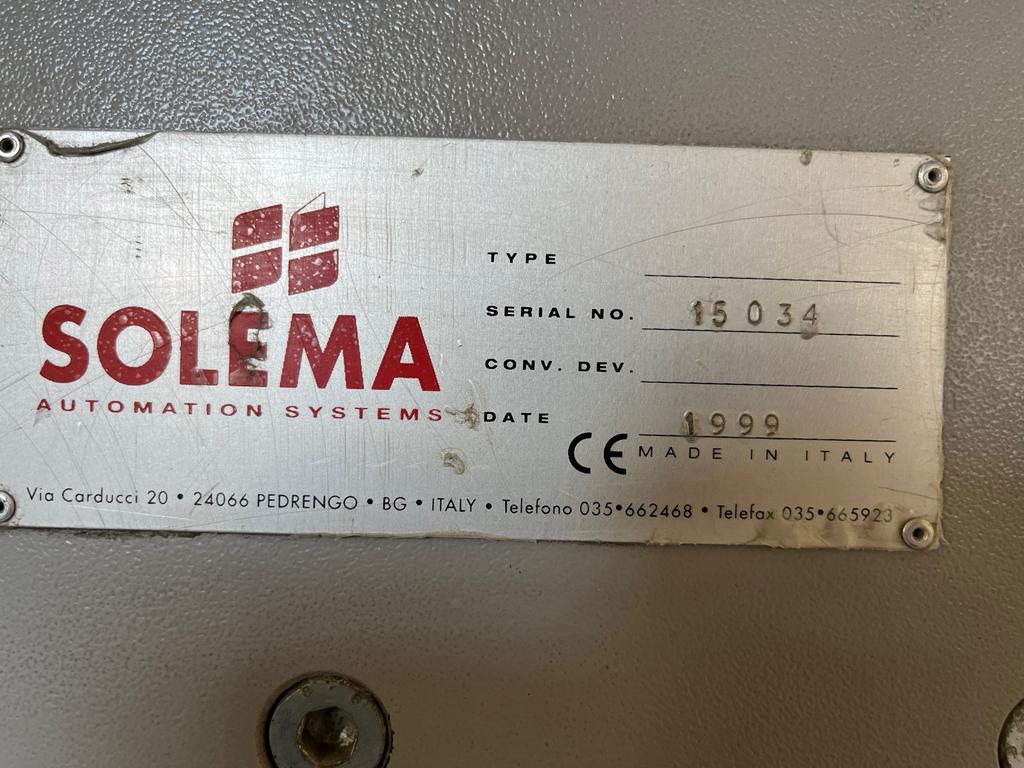 SOLEMA
AUTOMATION SYSTEMS
TYPE
SERIAL NO. 15034
CONV. DEV.
DATE 1999
CE MADE IN ITALY
Via Carducci 20 • 24066 PEDRENGO • BG • ITALY • Telefono 035•662468 • Telefax 035•665923